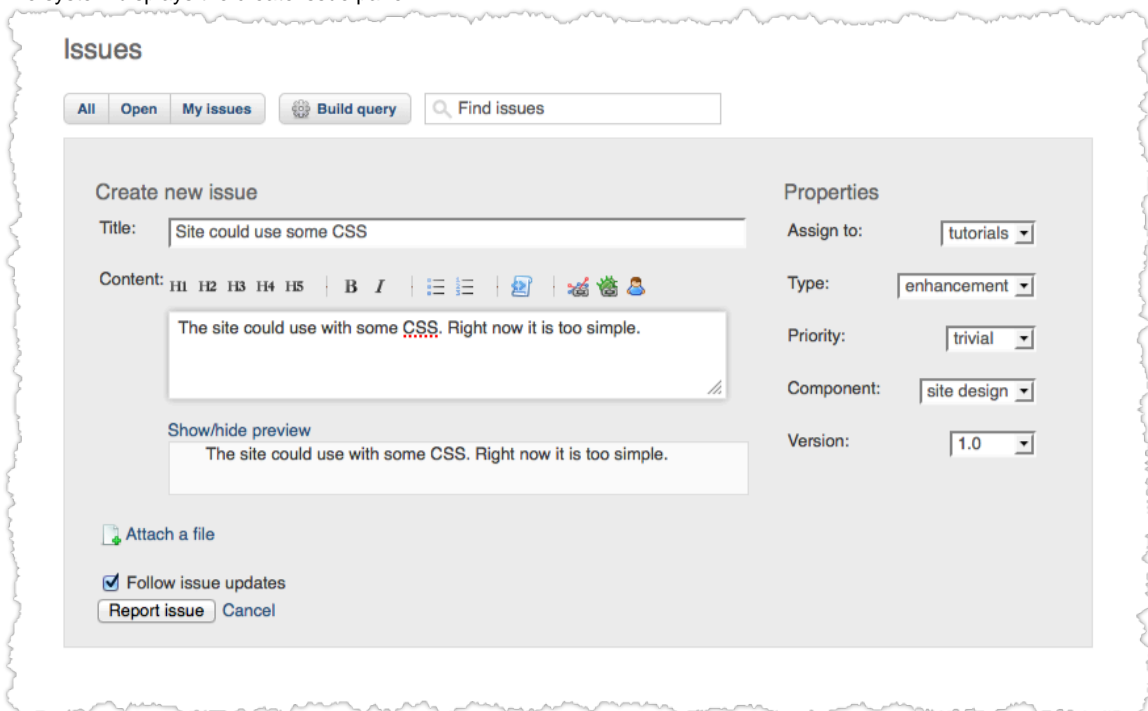 Issues
All Open My issues Build query Find issues
Create new issue
Title: Site could use some CSS
Content: H1 H2 H3 H4 H5 B I
The site could use with some CSS. Right now it is too simple.
Show/hide preview
The site could use with some CSS. Right now it is too simple.
Attach a file
Follow issue updates
Report issue Cancel
Properties
Assign to: tutorials
Type: enhancement
Priority: trivial
Component: site design
Version: 1.0